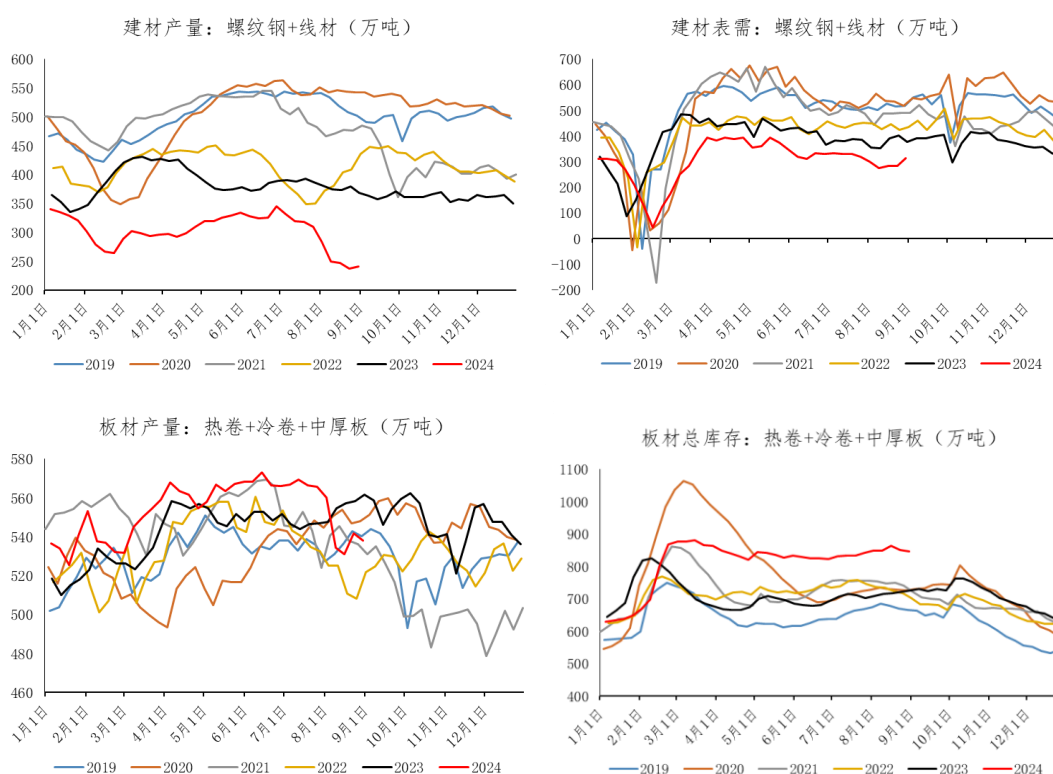 建材产量：螺纹钢+线材（万吨）
600
550
500
450
400
350
300
250
200
1月1日
2月1日
3月1日
4月1日
5月1日
6月1日
7月1日
8月1日
9月1日
10月1日
11月1日
12月1日
2019 2020 2021 2022 2023 2024
建材表需：螺纹钢+线材（万吨）
700
600
500
400
300
200
100
0
-100
-200
1月1日
2月1日
3月1日
4月1日
5月1日
6月1日
7月1日
8月1日
9月1日
10月1日
11月1日
12月1日
2019 2020 2021 2022 2023 2024
板材产量：热卷+冷卷+中厚板（万吨）
580
560
540
520
500
480
460
1月1日
2月1日
3月1日
4月1日
5月1日
6月1日
7月1日
8月1日
9月1日
10月1日
11月1日
12月1日
2019 2020 2021 2022 2023 2024
板材总库存：热卷+冷卷+中厚板（万吨）
1100
1000
900
800
700
600
500
400
1月1日
2月1日
3月1日
4月1日
5月1日
6月1日
7月1日
8月1日
9月1日
10月1日
11月1日
12月1日
2019 2020 2021 2022 2023 2024